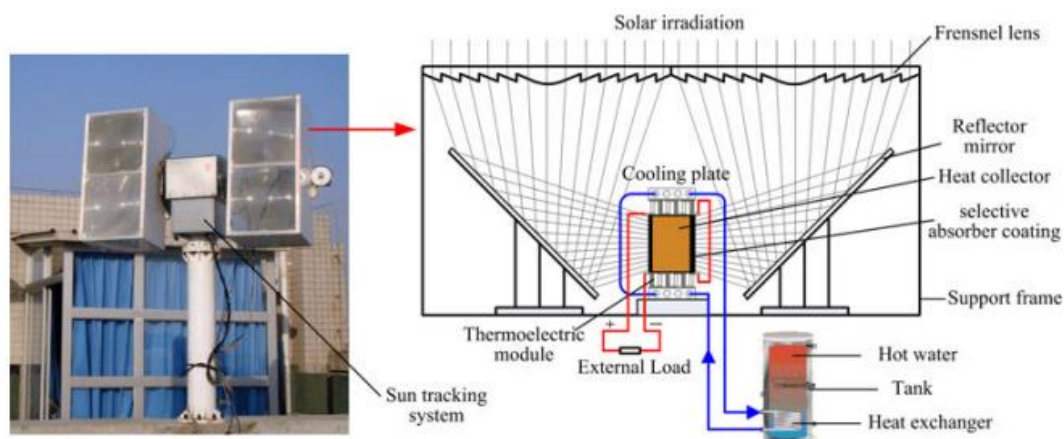 Solar irradiation
Frensnel lens
Reflector
mirror
Cooling plate
Heat collector
selective
absorber coating
Support frame
Thermoelectric
module
+ −
External Load
Hot water
Tank
Heat exchanger
Sun tracking
system